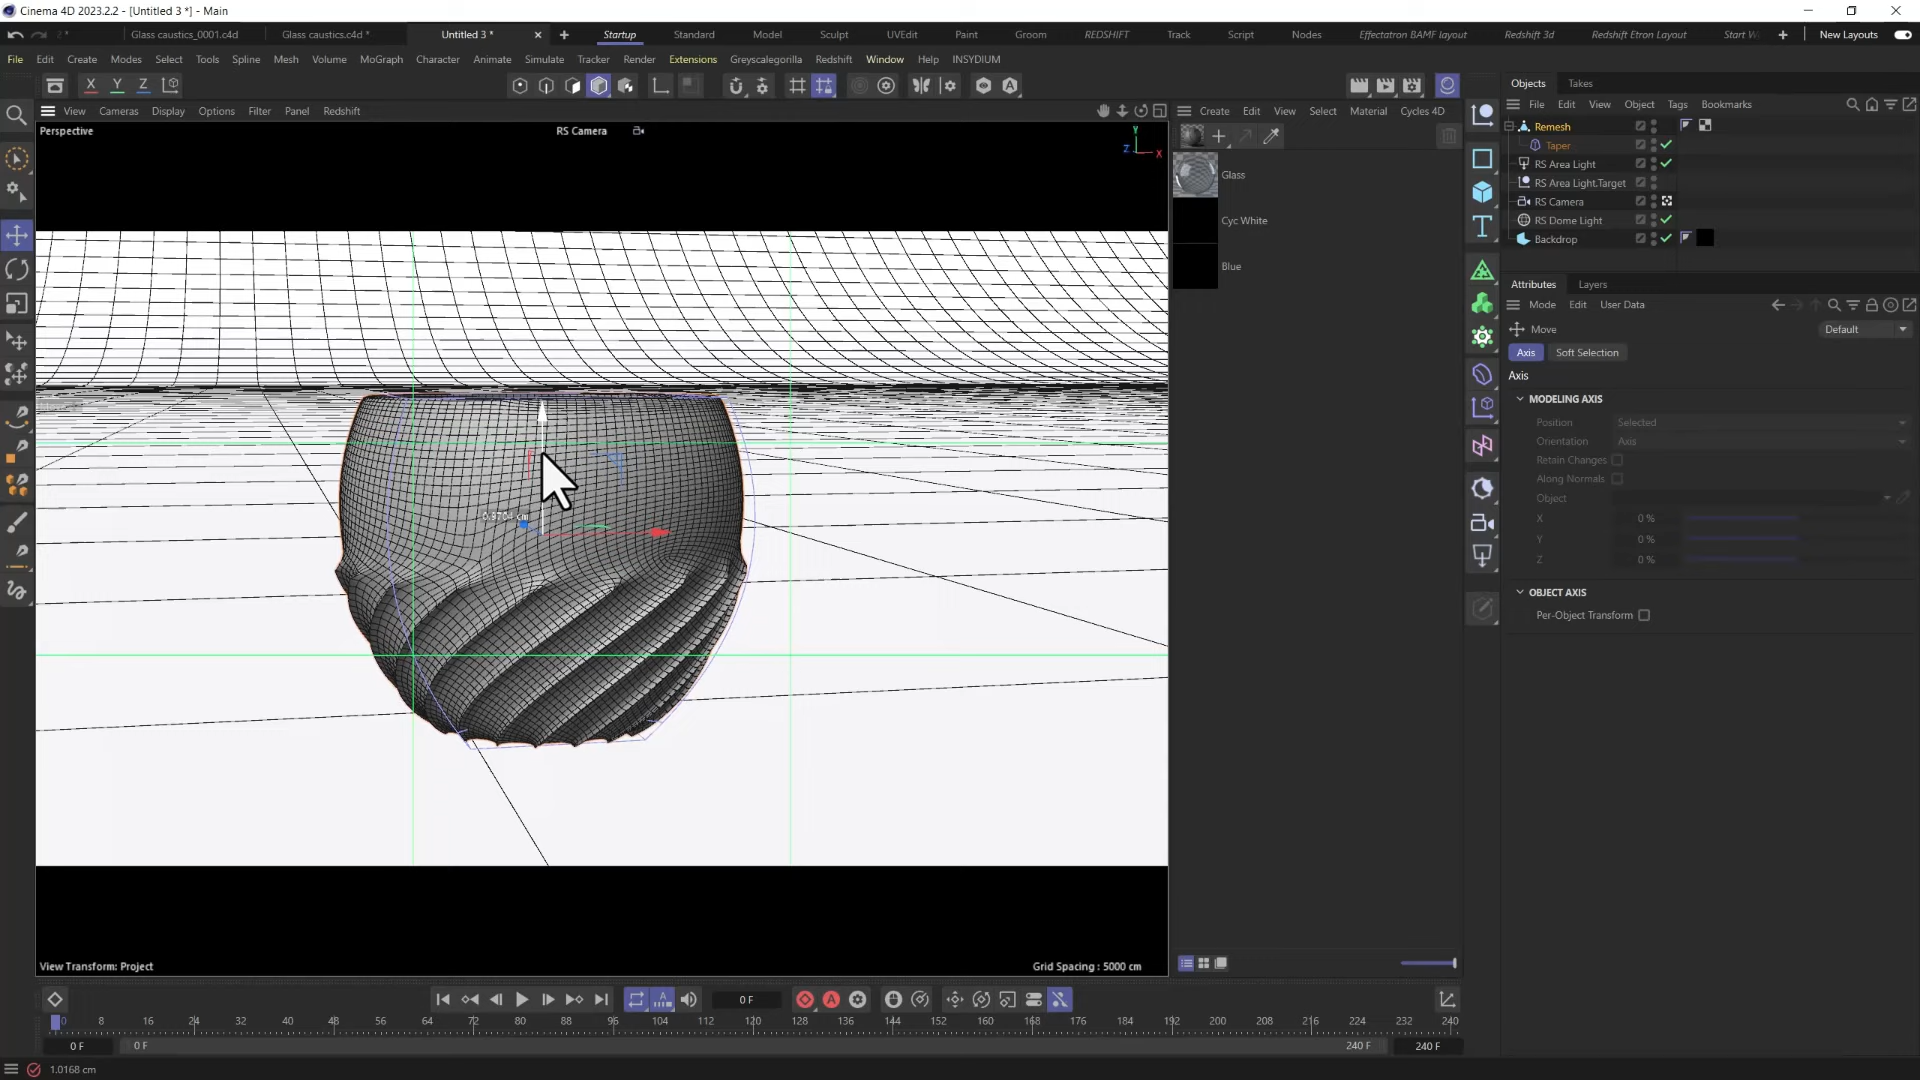 Cinema 4D 2023.2.2 - [Untitled 3 *] - Main
Glass caustics_0001.c4d
Glass caustics.c4d *
Untitled 3 *
Startup
Standard
Model
Sculpt
UVEdit
Paint
Groom
REDSHIFT
Track
Script
Nodes
Effectatron BAMF layout
Redshift 3d
Redshift Etron Layout
New Layouts
File Edit Create Modes Select Tools Spline Mesh Volume MoGraph Character Animate Simulate Tracker Render Extensions Greyscalegorilla Redshift Window Help INSYDIUM
X Y Z
Objects Takes
View Cameras Display Options Filter Panel Redshift
Create Edit View Select Material Cycles 4D
File Edit View Object Tags Bookmarks
Perspective
RS Camera
Y
Z
X
Glass
Cyc White
Blue
Remesh
Taper
RS Area Light
RS Area Light.Target
RS Camera
RS Dome Light
Backdrop
Attributes Layers
Mode Edit User Data
Move
Default
Axis Soft Selection
Axis
MODELING AXIS
Position Selected
Orientation Axis
Retain Changes
Along Normals
Object
X 0 %
Y 0 %
Z 0 %
OBJECT AXIS
Per-Object Transform
0.9704 cm
View Transform: Project
Grid Spacing : 5000 cm
0 F
0 8 16 24 32 40 48 56 64 72 80 88 96 104 112 120 128 136 144 152 160 168 176 184 192 200 208 216 224 232 240
0 F
0 F
240 F
240 F
1.0168 cm